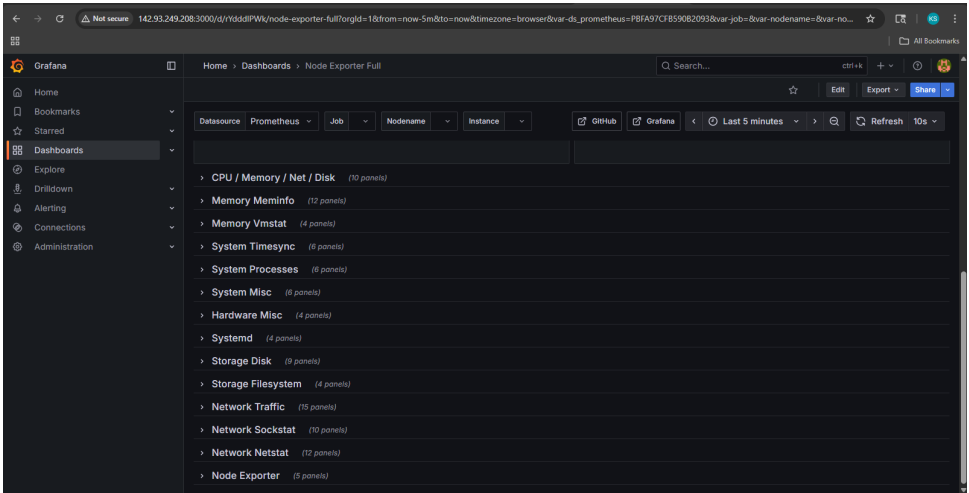 Not secure 142.93.249.208:3000/d/rYdddlPWk/node-exporter-full?orgId=1&from=now-5m&to=now&timezone=browser&var-ds_prometheus=PBFA97CFB590B2093&var-job=&var-nodename=&var-no...
KS
All Bookmarks
Grafana
Home > Dashboards > Node Exporter Full
Search... ctrl+k
Home
Bookmarks
Starred
Dashboards
Explore
Drilldown
Alerting
Connections
Administration
Edit Export Share
Datasource Prometheus Job Nodename Instance GitHub Grafana Last 5 minutes Refresh 10s
CPU / Memory / Net / Disk (10 panels)
Memory Meminfo (12 panels)
Memory Vmstat (4 panels)
System Timesync (6 panels)
System Processes (6 panels)
System Misc (6 panels)
Hardware Misc (4 panels)
Systemd (4 panels)
Storage Disk (9 panels)
Storage Filesystem (4 panels)
Network Traffic (15 panels)
Network Sockstat (10 panels)
Network Netstat (12 panels)
Node Exporter (5 panels)